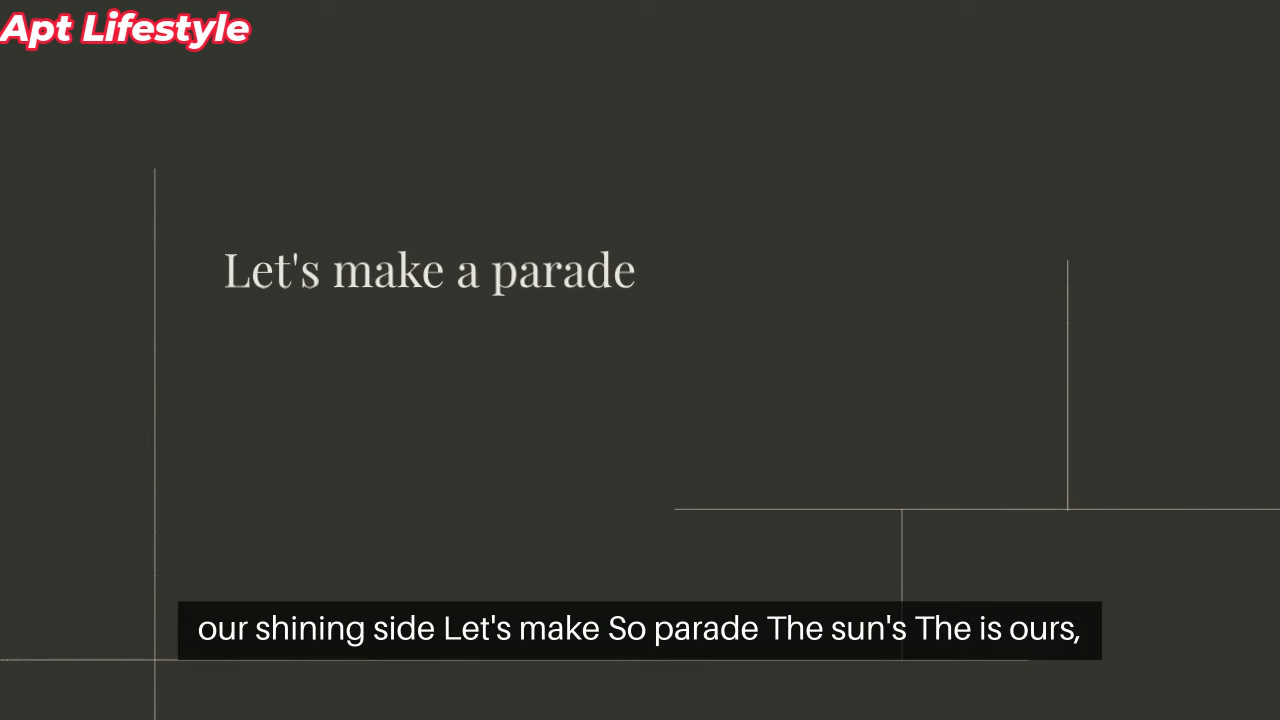 Apt Lifestyle
Let's make a parade
our shining side Let's make So parade The sun's The is ours,